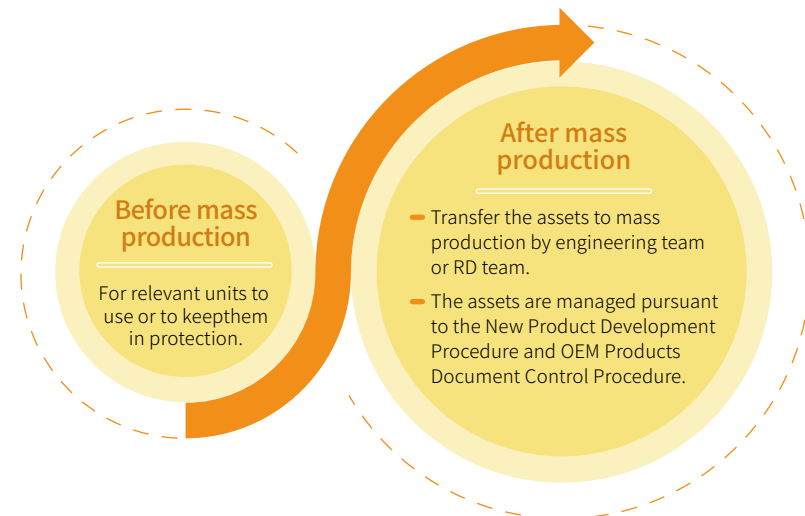 Before mass
production
For relevant units to
use or to keepthem
in protection.
After mass
production
Transfer the assets to mass
production by engineering team
or RD team.
The assets are managed pursuant
to the New Product Development
Procedure and OEM Products
Document Control Procedure.